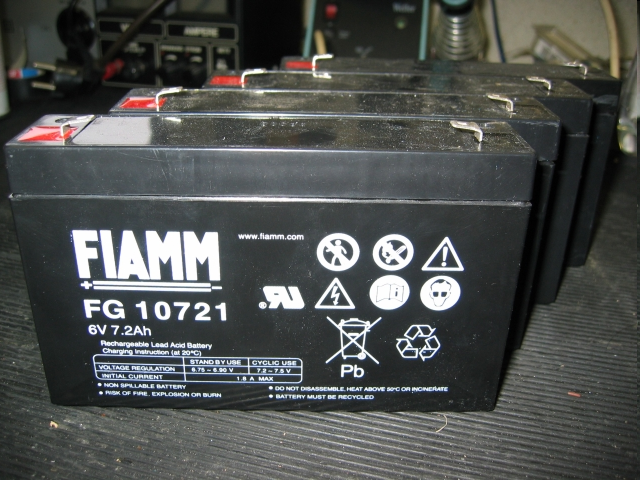 FIAMM
www.fiamm.com
+ −
FG 10721
6V 7.2Ah
Rechargeable Lead Acid Battery
Charging Instruction (at 20°C)
STAND BY USE CYCLIC USE
VOLTAGE REGULATION 6.75 – 6.90 V 7.2 – 7.5 V
INITIAL CURRENT 1.8 A MAX
• NON SPILLABLE BATTERY
• RISK OF FIRE, EXPLOSION OR BURN
• DO NOT DISASSEMBLE, HEAT ABOVE 50°C OR INCINERATE
• BATTERY MUST BE RECYCLED
Pb